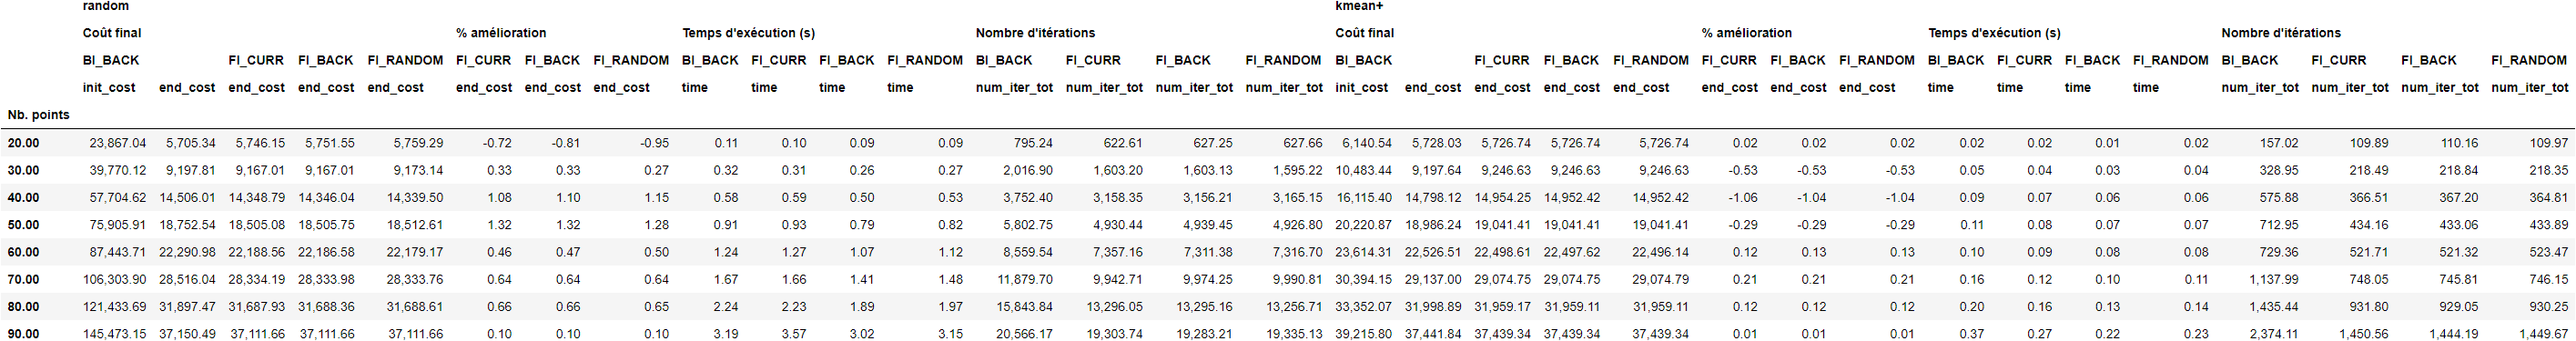 random kmean+
Coût final % amélioration Temps d'exécution (s) Nombre d'itérations Coût final % amélioration Temps d'exécution (s) Nombre d'itérations
BI_BACK FI_CURR FI_BACK FI_RANDOM FI_CURR FI_BACK FI_RANDOM BI_BACK FI_CURR FI_BACK FI_RANDOM BI_BACK FI_CURR FI_BACK FI_RANDOM BI_BACK FI_CURR FI_BACK FI_RANDOM FI_CURR FI_BACK FI_RANDOM BI_BACK FI_CURR FI_BACK FI_RANDOM BI_BACK FI_CURR FI_BACK FI_RANDOM
init_cost end_cost end_cost end_cost end_cost end_cost end_cost end_cost time time time time num_iter_tot num_iter_tot num_iter_tot num_iter_tot init_cost end_cost end_cost end_cost end_cost end_cost end_cost end_cost time time time time num_iter_tot num_iter_tot num_iter_tot num_iter_tot
Nb. points
20.00 23,867.04 5,705.34 5,746.15 5,751.55 5,759.29 -0.72 -0.81 -0.95 0.11 0.10 0.09 0.09 795.24 622.61 627.25 627.66 6,140.54 5,728.03 5,726.74 5,726.74 5,726.74 0.02 0.02 0.02 0.02 0.02 0.01 0.02 157.02 109.89 110.16 109.97
30.00 39,770.12 9,197.81 9,167.01 9,167.01 9,173.14 0.33 0.33 0.27 0.32 0.31 0.26 0.27 2,016.90 1,603.20 1,603.13 1,595.22 10,483.44 9,197.64 9,246.63 9,246.63 9,246.63 -0.53 -0.53 -0.53 0.05 0.04 0.03 0.04 328.95 218.49 218.84 218.35
40.00 57,704.62 14,506.01 14,348.79 14,346.04 14,339.50 1.08 1.10 1.15 0.58 0.59 0.50 0.53 3,752.40 3,158.35 3,156.21 3,165.15 16,115.40 14,798.12 14,954.25 14,952.42 14,952.42 -1.06 -1.04 -1.04 0.09 0.07 0.06 0.06 575.88 366.51 367.20 364.81
50.00 75,905.91 18,752.54 18,505.08 18,505.75 18,512.61 1.32 1.32 1.28 0.91 0.93 0.79 0.82 5,802.75 4,930.44 4,939.45 4,926.80 20,220.87 18,986.24 19,041.41 19,041.41 19,041.41 -0.29 -0.29 -0.29 0.11 0.08 0.07 0.07 712.95 434.16 433.06 433.89
60.00 87,443.71 22,290.98 22,188.56 22,186.58 22,179.17 0.46 0.47 0.50 1.24 1.27 1.07 1.12 8,559.54 7,357.16 7,311.38 7,316.70 23,614.31 22,526.51 22,498.61 22,497.62 22,496.14 0.12 0.13 0.13 0.10 0.09 0.08 0.08 729.36 521.71 521.32 523.47
70.00 106,303.90 28,516.04 28,334.19 28,333.98 28,333.76 0.64 0.64 0.64 1.67 1.66 1.41 1.48 11,879.70 9,942.71 9,974.25 9,990.81 30,394.15 29,137.00 29,074.75 29,074.75 29,074.79 0.21 0.21 0.21 0.16 0.12 0.10 0.11 1,137.99 748.05 745.81 746.15
80.00 121,433.69 31,897.47 31,687.93 31,688.36 31,688.61 0.66 0.66 0.65 2.24 2.23 1.89 1.97 15,843.84 13,296.05 13,295.16 13,256.71 33,352.07 31,998.89 31,959.17 31,959.11 31,959.11 0.12 0.12 0.12 0.20 0.16 0.13 0.14 1,435.44 931.80 929.05 930.25
90.00 145,473.15 37,150.49 37,111.66 37,111.66 37,111.66 0.10 0.10 0.10 3.19 3.57 3.02 3.15 20,566.17 19,303.74 19,283.21 19,335.13 39,215.80 37,441.84 37,439.34 37,439.34 37,439.34 0.01 0.01 0.01 0.37 0.27 0.22 0.23 2,374.11 1,450.56 1,444.19 1,449.67